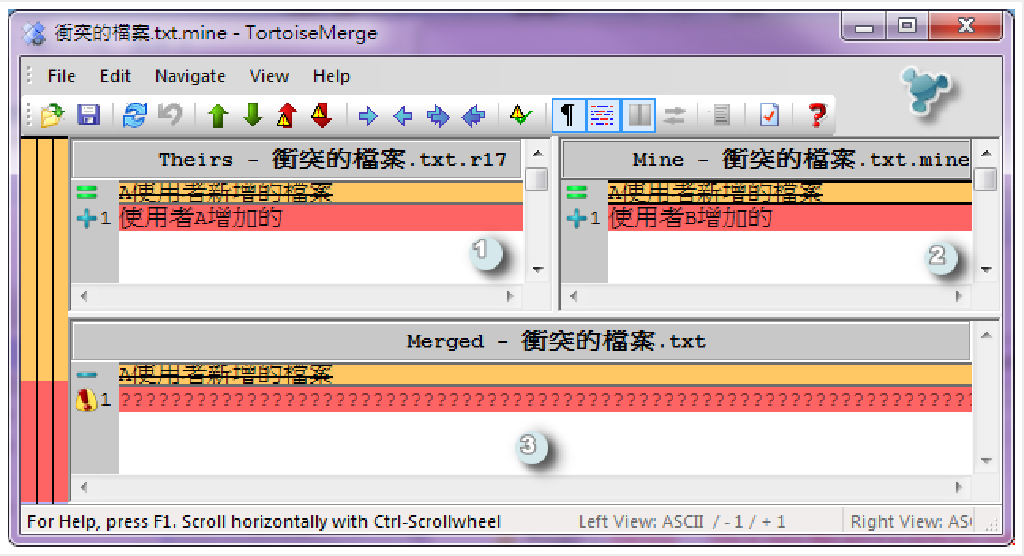 衝突的檔案.txt.mine - TortoiseMerge
File Edit Navigate View Help
Theirs - 衝突的檔案.txt.r17
A使用者新增的檔案
1 使用者A增加的
1
Mine - 衝突的檔案.txt.mine
A使用者新增的檔案
1 使用者B增加的
2
Merged - 衝突的檔案.txt
A使用者新增的檔案
1 ???????????????????????????????????????????????????????????????????
3
For Help, press F1. Scroll horizontally with Ctrl-Scrollwheel Left View: ASCII / - 1 / + 1 Right View: ASC